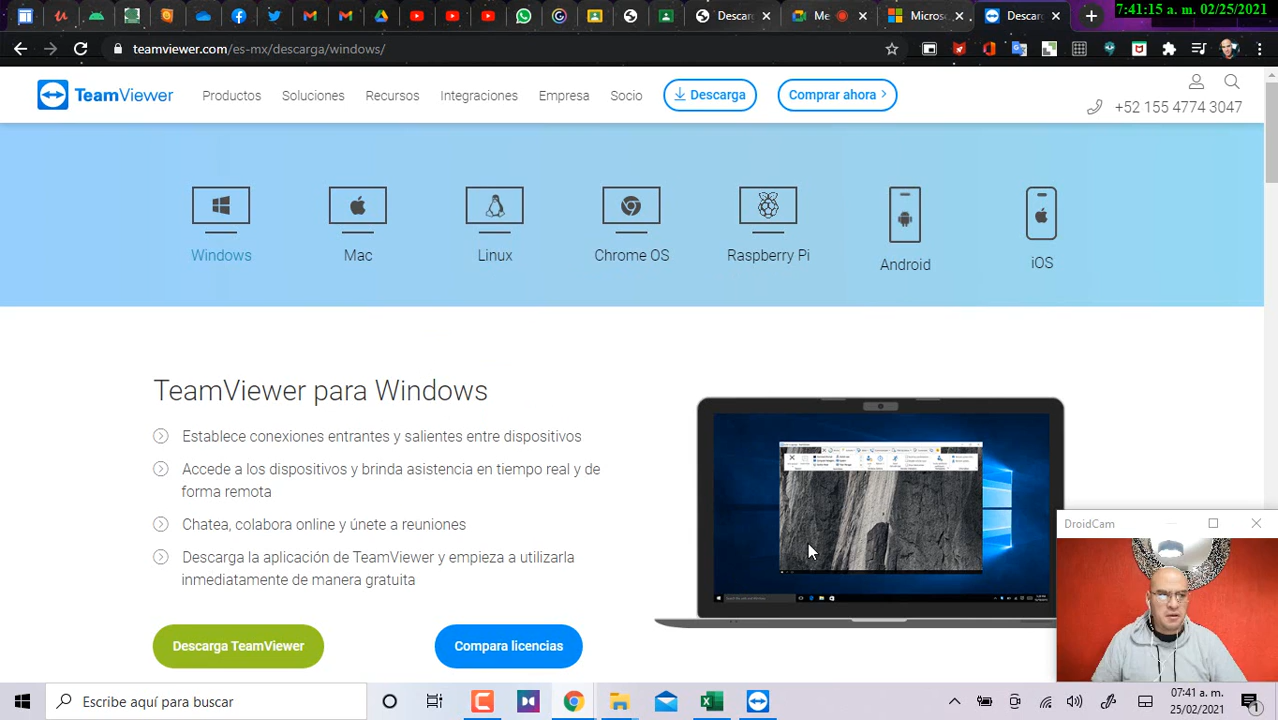 Descarg
Me
Micros
Descarg
7:41:15 a. m. 02/25/2021
teamviewer.com/es-mx/descarga/windows/
TeamViewer
Productos
Soluciones
Recursos
Integraciones
Empresa
Socio
Descarga
Comprar ahora
+52 155 4774 3047
Windows
Mac
Linux
Chrome OS
Raspberry Pi
Android
iOS
TeamViewer para Windows
Establece conexiones entrantes y salientes entre dispositivos
Accede a los dispositivos y brinda asistencia en tiempo real y de
forma remota
Chatea, colabora online y únete a reuniones
Descarga la aplicación de TeamViewer y empieza a utilizarla
inmediatamente de manera gratuita
Descarga TeamViewer
Compara licencias
DroidCam
Escribe aquí para buscar
07:41 a. m.
25/02/2021